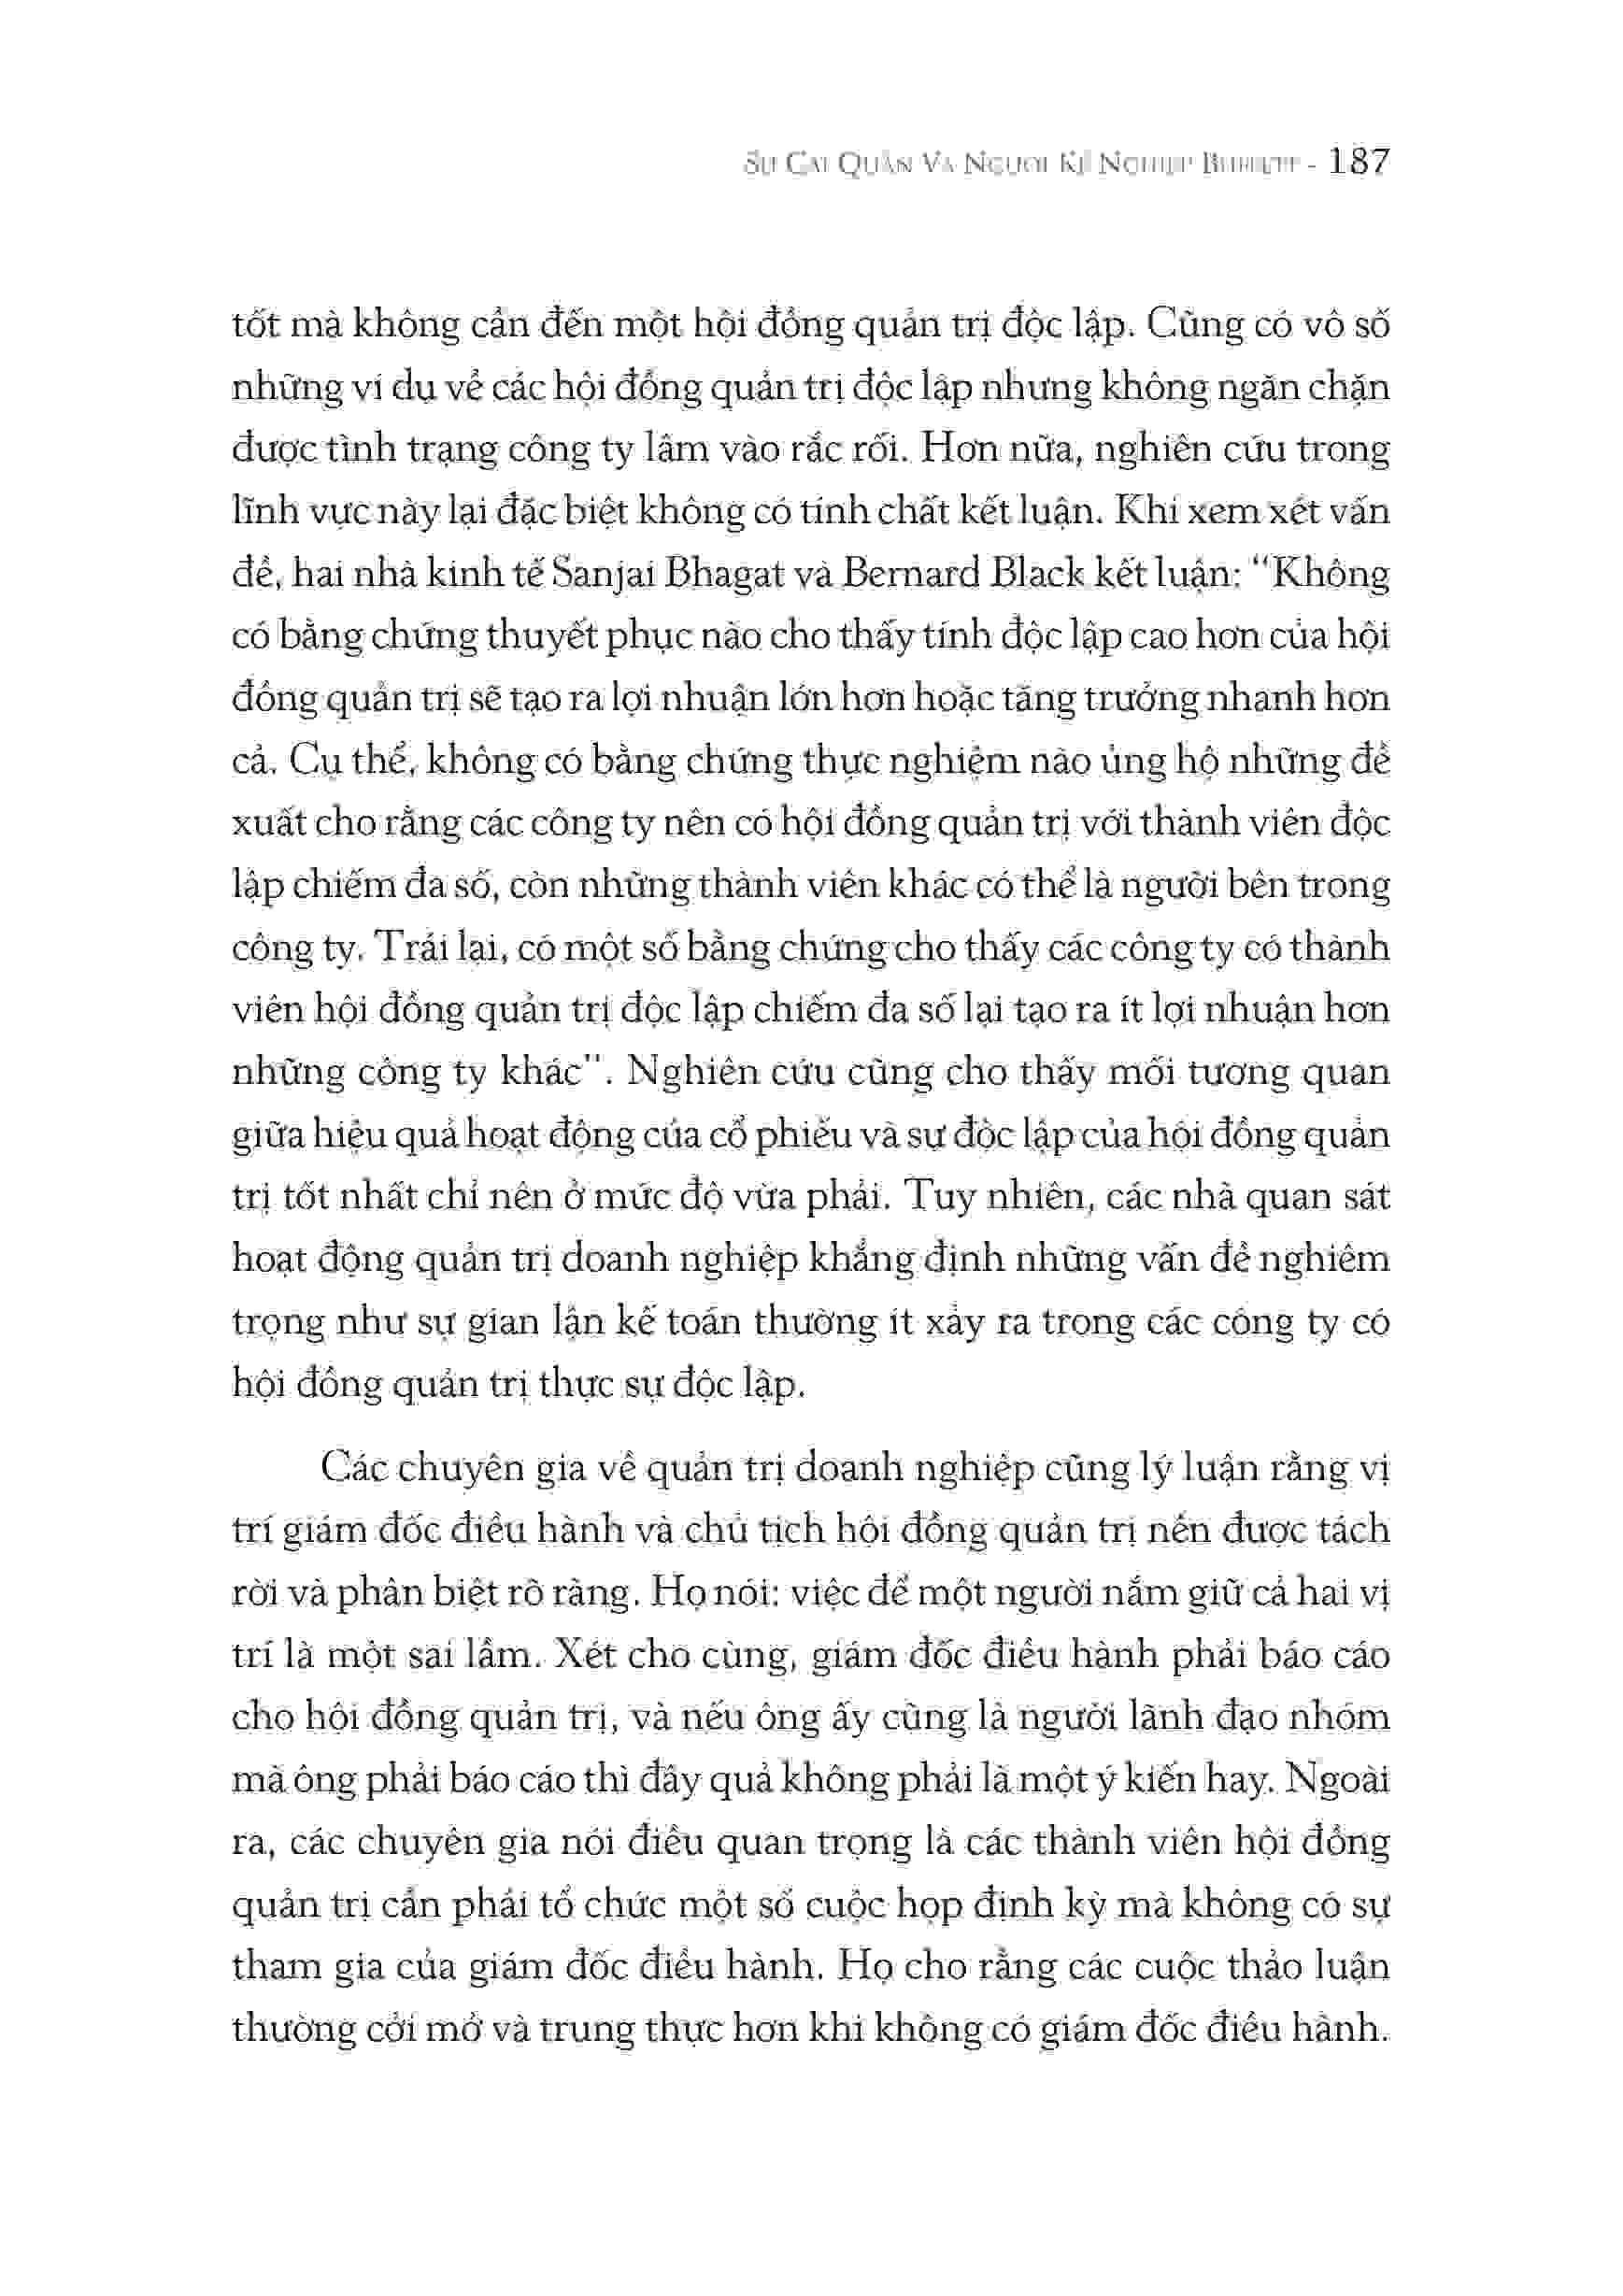 Sự Cai Quản Và Người Kế Nghiệp Buffett - 187
tốt mà không cần đến một hội đồng quản trị độc lập. Cũng có vô số
những ví dụ về các hội đồng quản trị độc lập nhưng không ngăn chặn
được tình trạng công ty lâm vào rắc rối. Hơn nữa, nghiên cứu trong
lĩnh vực này lại đặc biệt không có tính chất kết luận. Khi xem xét vấn
đề, hai nhà kinh tế Sanjai Bhagat và Bernard Black kết luận: “Không
có bằng chứng thuyết phục nào cho thấy tính độc lập cao hơn của hội
đồng quản trị sẽ tạo ra lợi nhuận lớn hơn hoặc tăng trưởng nhanh hơn
cả. Cụ thể, không có bằng chứng thực nghiệm nào ủng hộ những đề
xuất cho rằng các công ty nên có hội đồng quản trị với thành viên độc
lập chiếm đa số, còn những thành viên khác có thể là người bên trong
công ty. Trái lại, có một số bằng chứng cho thấy các công ty có thành
viên hội đồng quản trị độc lập chiếm đa số lại tạo ra ít lợi nhuận hơn
những công ty khác”. Nghiên cứu cũng cho thấy mối tương quan
giữa hiệu quả hoạt động của cổ phiếu và sự độc lập của hội đồng quản
trị tốt nhất chỉ nên ở mức độ vừa phải. Tuy nhiên, các nhà quan sát
hoạt động quản trị doanh nghiệp khẳng định những vấn đề nghiêm
trọng như sự gian lận kế toán thường ít xảy ra trong các công ty có
hội đồng quản trị thực sự độc lập.
Các chuyên gia về quản trị doanh nghiệp cũng lý luận rằng vị
trí giám đốc điều hành và chủ tịch hội đồng quản trị nên được tách
rời và phân biệt rõ ràng. Họ nói: việc để một người nắm giữ cả hai vị
trí là một sai lầm. Xét cho cùng, giám đốc điều hành phải báo cáo
cho hội đồng quản trị, và nếu ông ấy cũng là người lãnh đạo nhóm
mà ông phải báo cáo thì đây quả không phải là một ý kiến hay. Ngoài
ra, các chuyên gia nói điều quan trọng là các thành viên hội đồng
quản trị cần phải tổ chức một số cuộc họp định kỳ mà không có sự
tham gia của giám đốc điều hành. Họ cho rằng các cuộc thảo luận
thường cởi mở và trung thực hơn khi không có giám đốc điều hành.